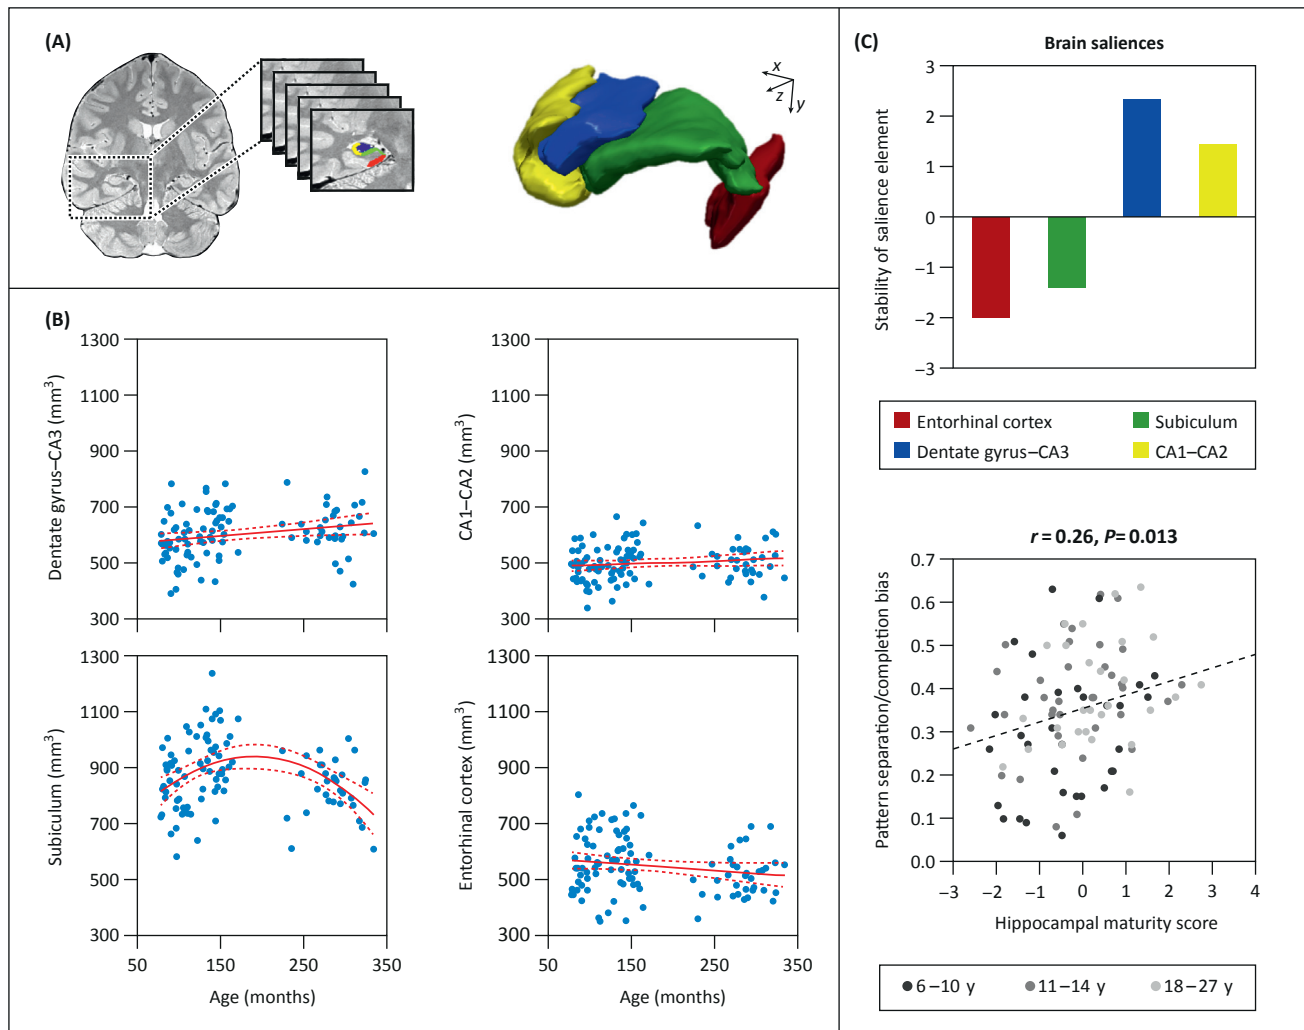 (A)
x
z
y
(B)
1300
1100
900
700
500
300
Dentate gyrus–CA3 (mm³)
1300
1100
900
700
500
300
CA1–CA2 (mm³)
1300
1100
900
700
500
300
Subiculum (mm³)
50
150
250
350
Age (months)
1300
1100
900
700
500
300
Entorhinal cortex (mm³)
50
150
250
350
Age (months)
(C)
Brain saliences
3
2
1
0
−1
−2
−3
Stability of salience element
Entorhinal cortex
Subiculum
Dentate gyrus–CA3
CA1–CA2
r = 0.26, P = 0.013
0.7
0.6
0.5
0.4
0.3
0.2
0.1
0.0
Pattern separation/completion bias
−3
−2
−1
0
1
2
3
4
Hippocampal maturity score
6–10 y
11–14 y
18–27 y